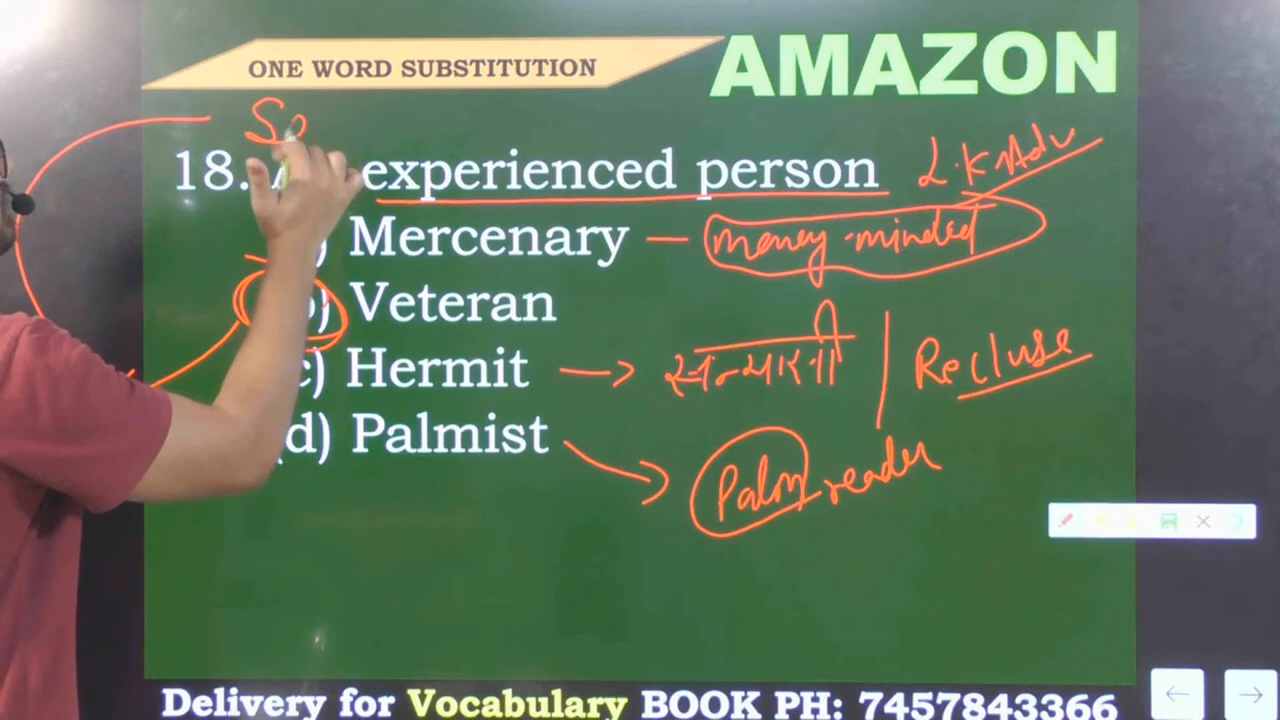 ONE WORD SUBSTITUTION
AMAZON
18. experienced person L.K Adv
Mercenary — money-minded
b) Veteran
c) Hermit → / Recluse
(d) Palmist → Palm reader
Delivery for Vocabulary BOOK PH: 7457843366